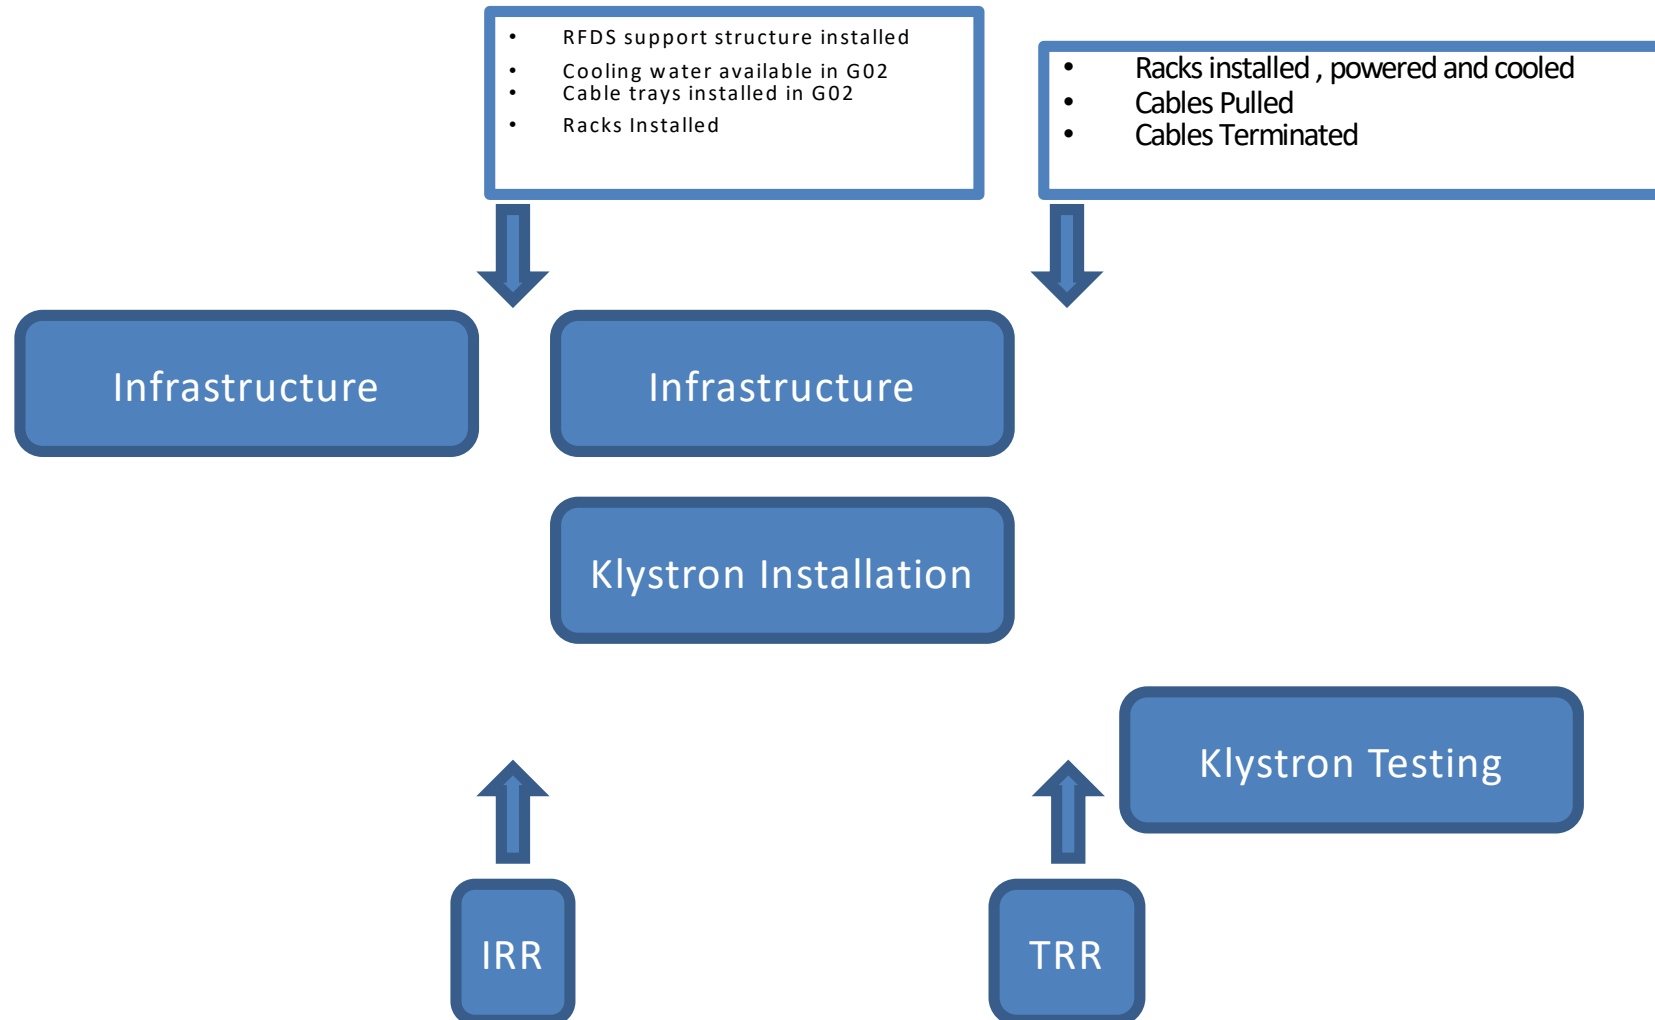 • RFDS support structure installed
• Cooling water available in G02
• Cable trays installed in G02
• Racks Installed
• Racks installed , powered and cooled
• Cables Pulled
• Cables Terminated
Infrastructure
Infrastructure
Klystron Installation
Klystron Testing
IRR
TRR